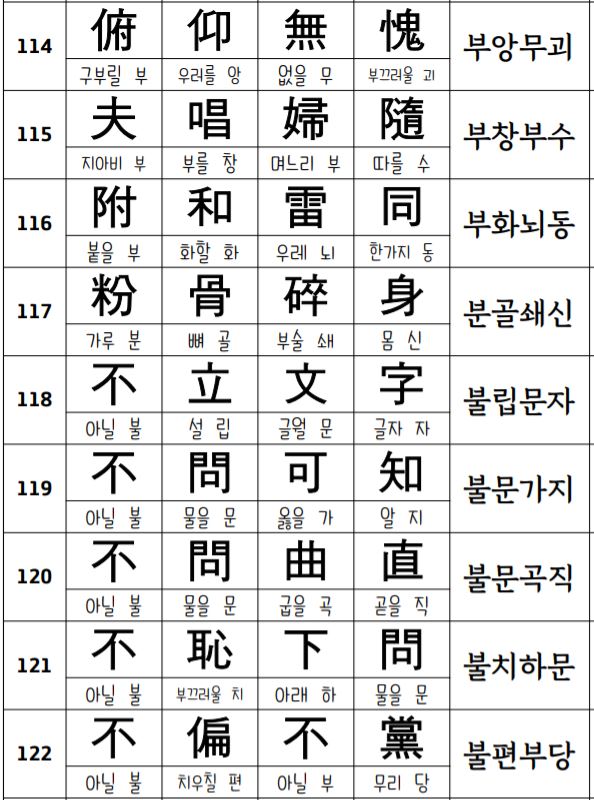 114 俯 仰 無 愧 부앙무괴
구부릴 부 우러를 앙 없을 무 부끄러울 괴
115 夫 唱 婦 隨 부창부수
지아비 부 부를 창 며느리 부 따를 수
116 附 和 雷 同 부화뇌동
붙을 부 화할 화 우레 뇌 한가지 동
117 粉 骨 碎 身 분골쇄신
가루 분 뼈 골 부술 쇄 몸 신
118 不 立 文 字 불립문자
아닐 불 설 립 글월 문 글자 자
119 不 問 可 知 불문가지
아닐 불 물을 문 옳을 가 알 지
120 不 問 曲 直 불문곡직
아닐 불 물을 문 굽을 곡 곧을 직
121 不 恥 下 問 불치하문
아닐 불 부끄러울 치 아래 하 물을 문
122 不 偏 不 黨 불편부당
아닐 불 치우칠 편 아닐 부 무리 당